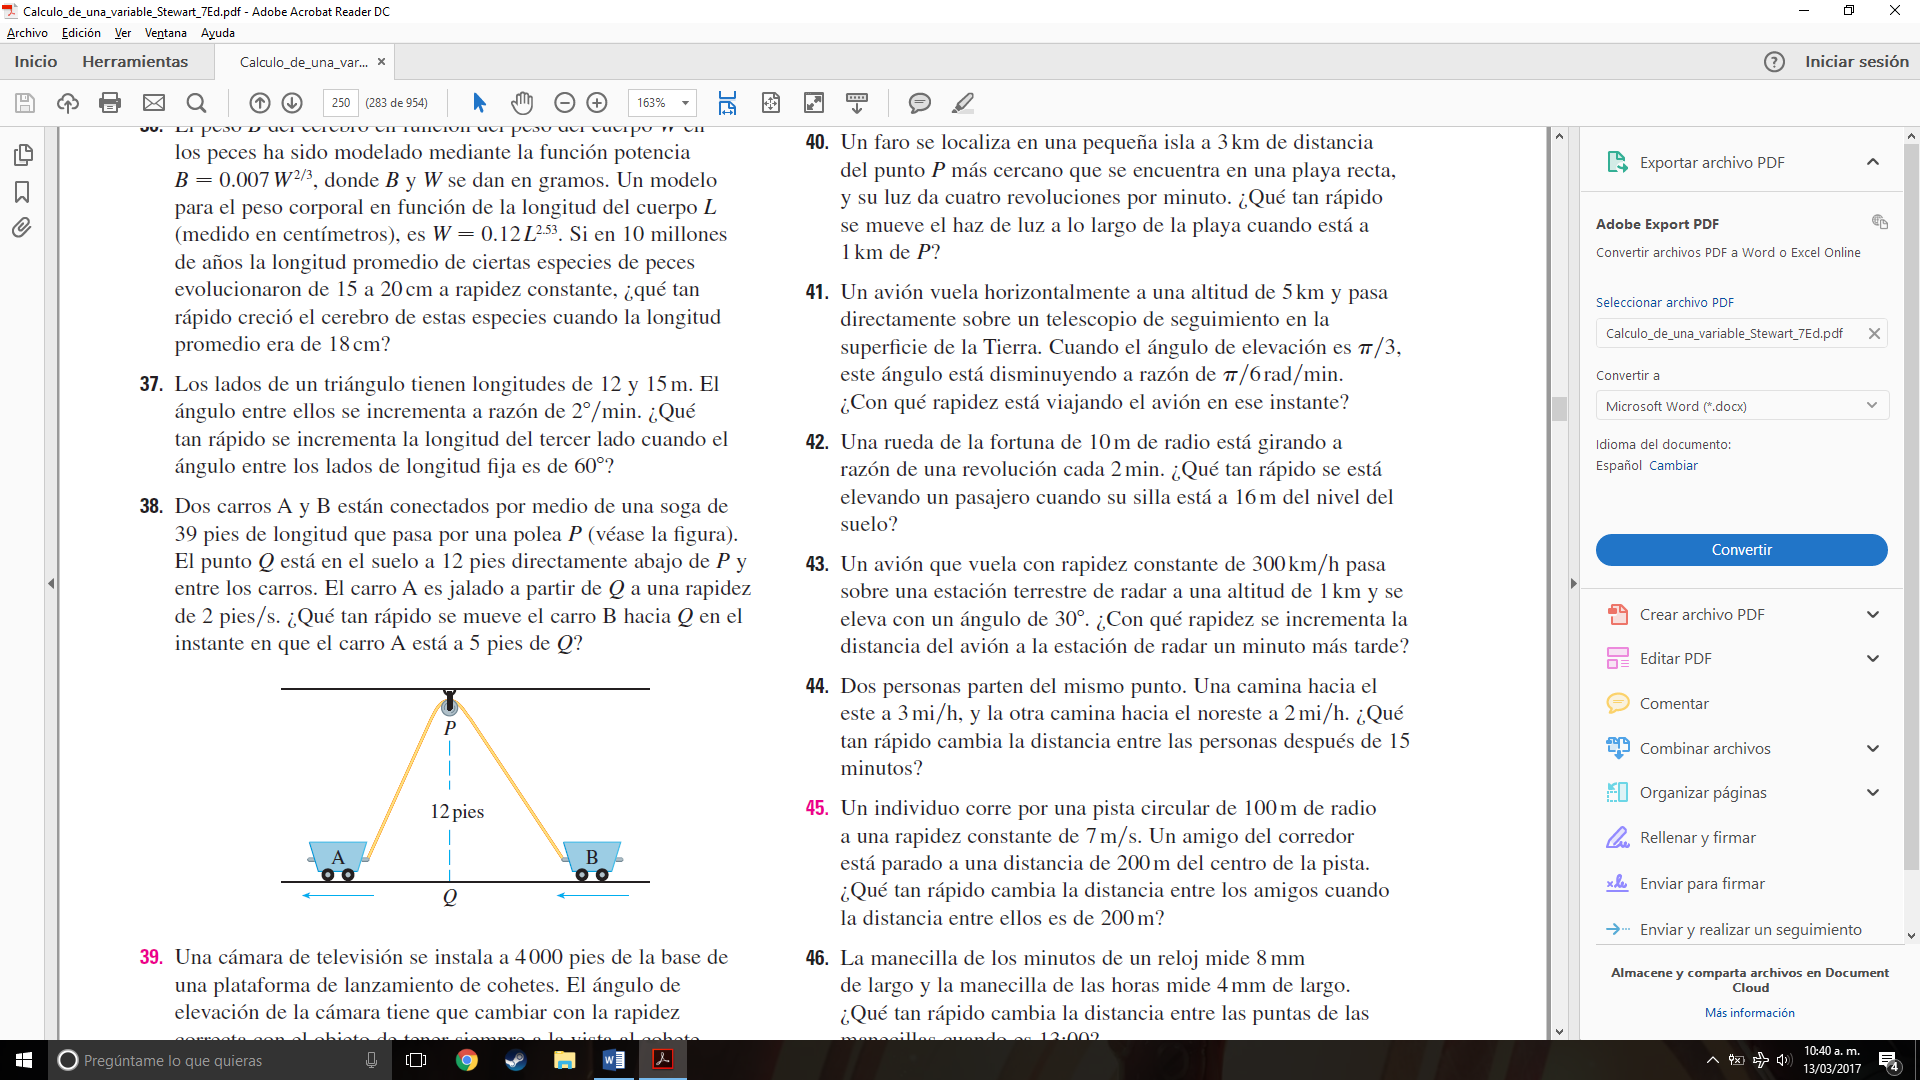 Calculo_de_una_variable_Stewart_7Ed.pdf - Adobe Acrobat Reader DC
Archivo Edición Ver Ventana Ayuda
Inicio Herramientas Calculo_de_una_var... × ? Iniciar sesión
250 (283 de 954) 163%
36. El peso B del cerebro en función del peso del cuerpo W en
los peces ha sido modelado mediante la función potencia
B = 0.007 W^2/3, donde B y W se dan en gramos. Un modelo
para el peso corporal en función de la longitud del cuerpo L
(medido en centímetros), es W = 0.12 L^2.53. Si en 10 millones
de años la longitud promedio de ciertas especies de peces
evolucionaron de 15 a 20 cm a rapidez constante, ¿qué tan
rápido creció el cerebro de estas especies cuando la longitud
promedio era de 18 cm?
37. Los lados de un triángulo tienen longitudes de 12 y 15 m. El
ángulo entre ellos se incrementa a razón de 2°/min. ¿Qué
tan rápido se incrementa la longitud del tercer lado cuando el
ángulo entre los lados de longitud fija es de 60°?
38. Dos carros A y B están conectados por medio de una soga de
39 pies de longitud que pasa por una polea P (véase la figura).
El punto Q está en el suelo a 12 pies directamente abajo de P y
entre los carros. El carro A es jalado a partir de Q a una rapidez
de 2 pies/s. ¿Qué tan rápido se mueve el carro B hacia Q en el
instante en que el carro A está a 5 pies de Q?
P
12 pies
A B
Q
39. Una cámara de televisión se instala a 4 000 pies de la base de
una plataforma de lanzamiento de cohetes. El ángulo de
elevación de la cámara tiene que cambiar con la rapidez
correcta con el objeto de tener siempre a la vista al cohete
40. Un faro se localiza en una pequeña isla a 3 km de distancia
del punto P más cercano que se encuentra en una playa recta,
y su luz da cuatro revoluciones por minuto. ¿Qué tan rápido
se mueve el haz de luz a lo largo de la playa cuando está a
1 km de P?
41. Un avión vuela horizontalmente a una altitud de 5 km y pasa
directamente sobre un telescopio de seguimiento en la
superficie de la Tierra. Cuando el ángulo de elevación es π/3,
este ángulo está disminuyendo a razón de π/6 rad/min.
¿Con qué rapidez está viajando el avión en ese instante?
42. Una rueda de la fortuna de 10 m de radio está girando a
razón de una revolución cada 2 min. ¿Qué tan rápido se está
elevando un pasajero cuando su silla está a 16 m del nivel del
suelo?
43. Un avión que vuela con rapidez constante de 300 km/h pasa
sobre una estación terrestre de radar a una altitud de 1 km y se
eleva con un ángulo de 30°. ¿Con qué rapidez se incrementa la
distancia del avión a la estación de radar un minuto más tarde?
44. Dos personas parten del mismo punto. Una camina hacia el
este a 3 mi/h, y la otra camina hacia el noreste a 2 mi/h. ¿Qué
tan rápido cambia la distancia entre las personas después de 15
minutos?
45. Un individuo corre por una pista circular de 100 m de radio
a una rapidez constante de 7 m/s. Un amigo del corredor
está parado a una distancia de 200 m del centro de la pista.
¿Qué tan rápido cambia la distancia entre los amigos cuando
la distancia entre ellos es de 200 m?
46. La manecilla de los minutos de un reloj mide 8 mm
de largo y la manecilla de las horas mide 4 mm de largo.
¿Qué tan rápido cambia la distancia entre las puntas de las
manecillas cuando es 13:00?
Exportar archivo PDF
Adobe Export PDF
Convertir archivos PDF a Word o Excel Online
Seleccionar archivo PDF
Calculo_de_una_variable_Stewart_7Ed.pdf
Convertir a
Microsoft Word (*.docx)
Idioma del documento:
Español Cambiar
Convertir
Crear archivo PDF
Editar PDF
Comentar
Combinar archivos
Organizar páginas
Rellenar y firmar
Enviar para firmar
Enviar y realizar un seguimiento
Almacene y comparta archivos en Document
Cloud
Más información
Pregúntame lo que quieras
10:40 a. m.
13/03/2017
4